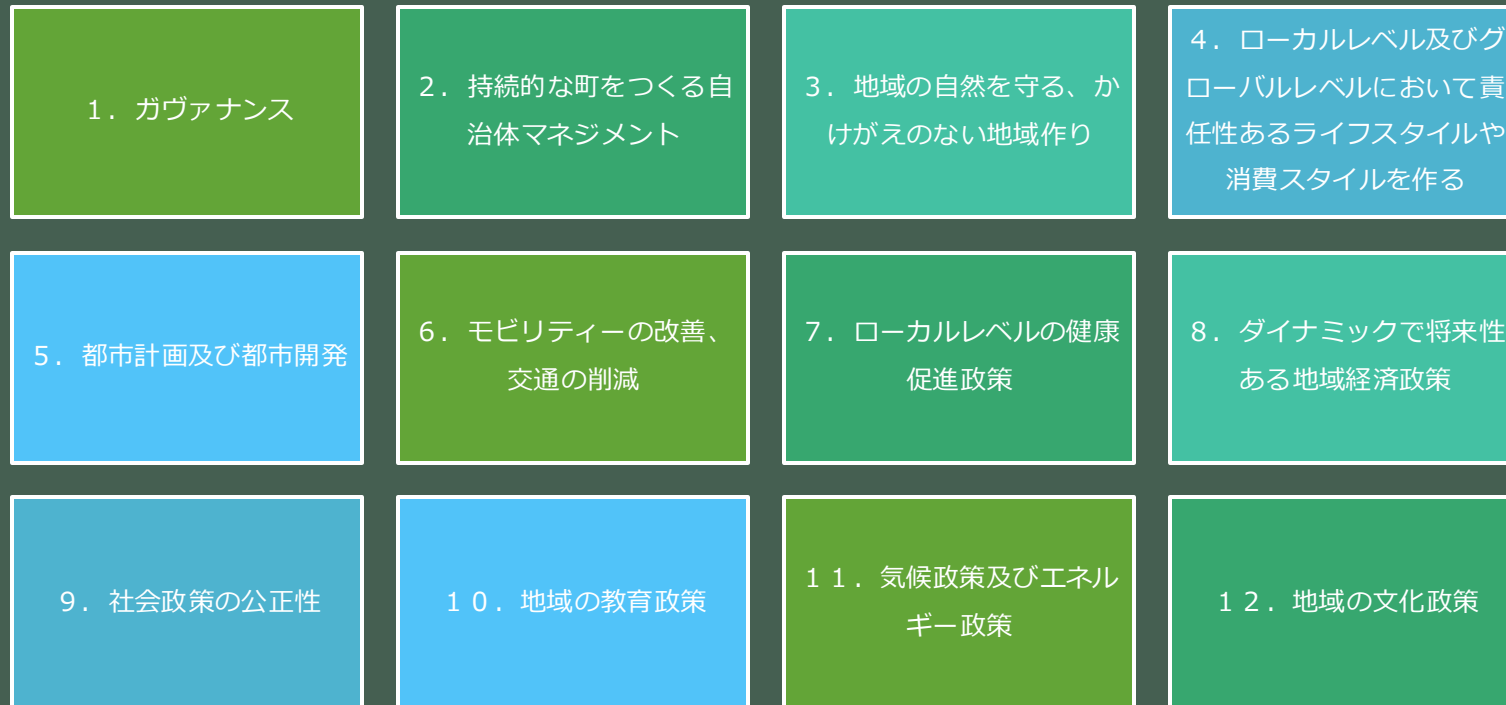 １．ガヴァナンス
２．持続的な町をつくる自
治体マネジメント
３．地域の自然を守る、か
けがえのない地域作り
４．ローカルレベル及びグ
ローバルレベルにおいて責
任性あるライフスタイルや
消費スタイルを作る
５．都市計画及び都市開発
６．モビリティーの改善、
交通の削減
７．ローカルレベルの健康
促進政策
８．ダイナミックで将来性
ある地域経済政策
９．社会政策の公正性
１０．地域の教育政策
１１．気候政策及びエネル
ギー政策
１２．地域の文化政策